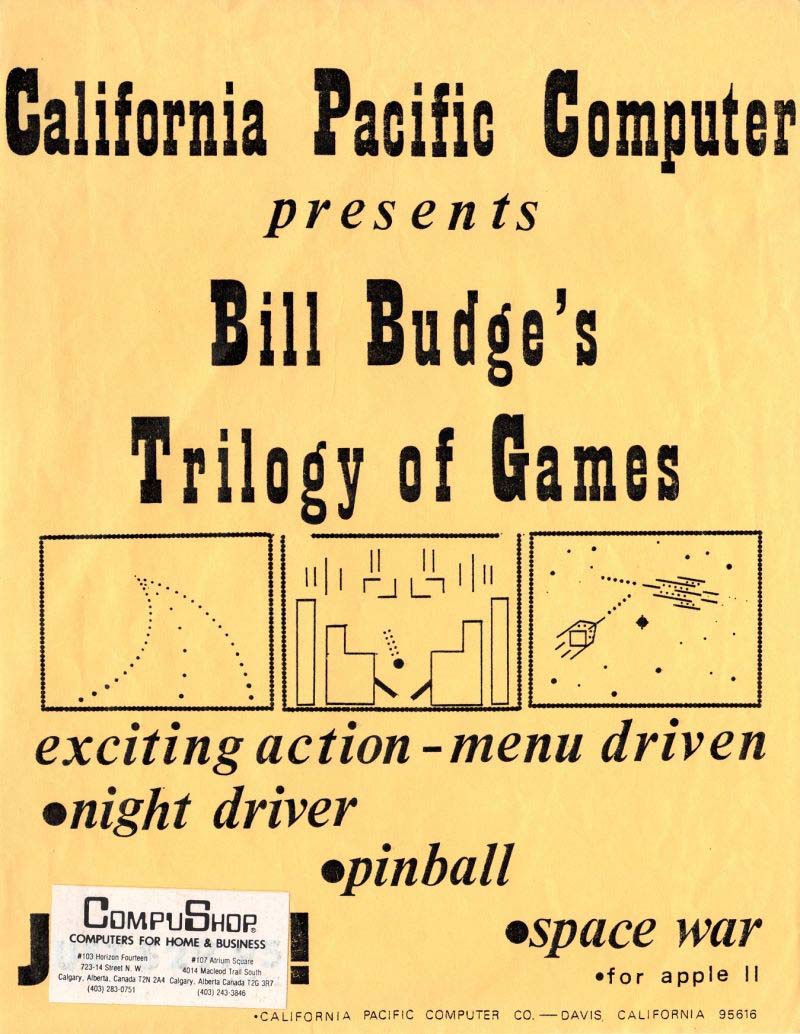 California Pacific Computer
presents
Bill Budge's
Trilogy of Games
exciting action - menu driven
•night driver
•pinball
•space war
•for apple II
COMPUSHOP®
COMPUTERS FOR HOME & BUSINESS
#103 Horizon Fourteen
723-14 Street N. W.
Calgary, Alberta, Canada T2N 2A4
(403) 283-0751
#107 Atrium Square
4014 Macleod Trail South
Calgary, Alberta Canada T2G 3R7
(403) 243-3846
•CALIFORNIA PACIFIC COMPUTER CO. — DAVIS, CALIFORNIA 95616